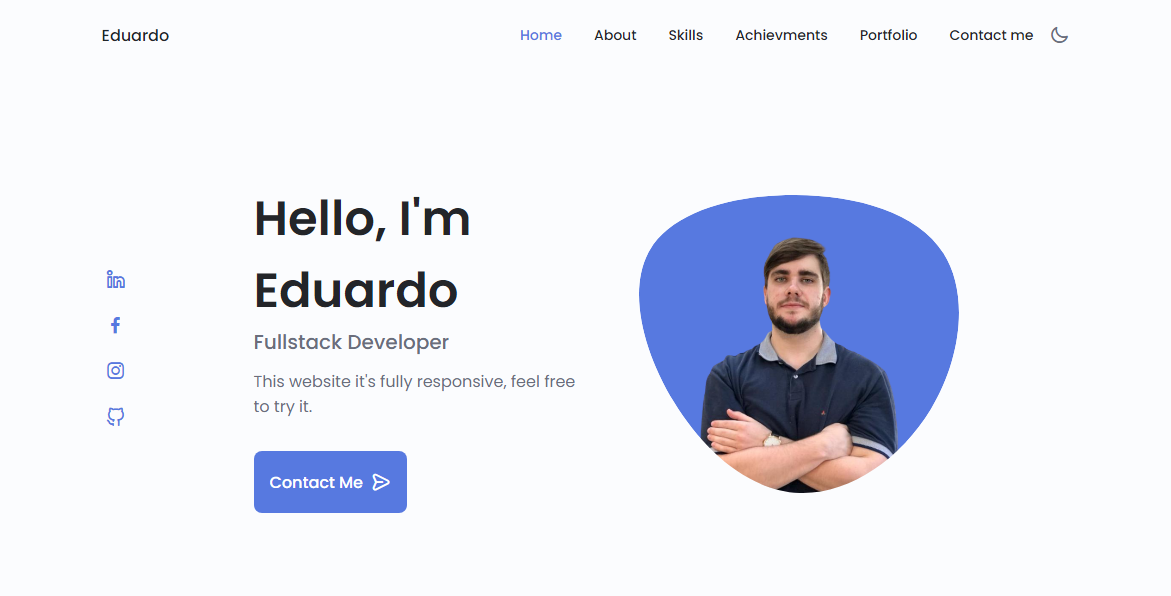 Eduardo
Home About Skills Achievments Portfolio Contact me
Hello, I'm
Eduardo
Fullstack Developer
This website it's fully responsive, feel free
to try it.
Contact Me